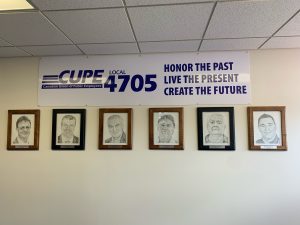 CUPE
Canadian Union of Public Employees
LOCAL
4705
HONOR THE PAST
LIVE THE PRESENT
CREATE THE FUTURE